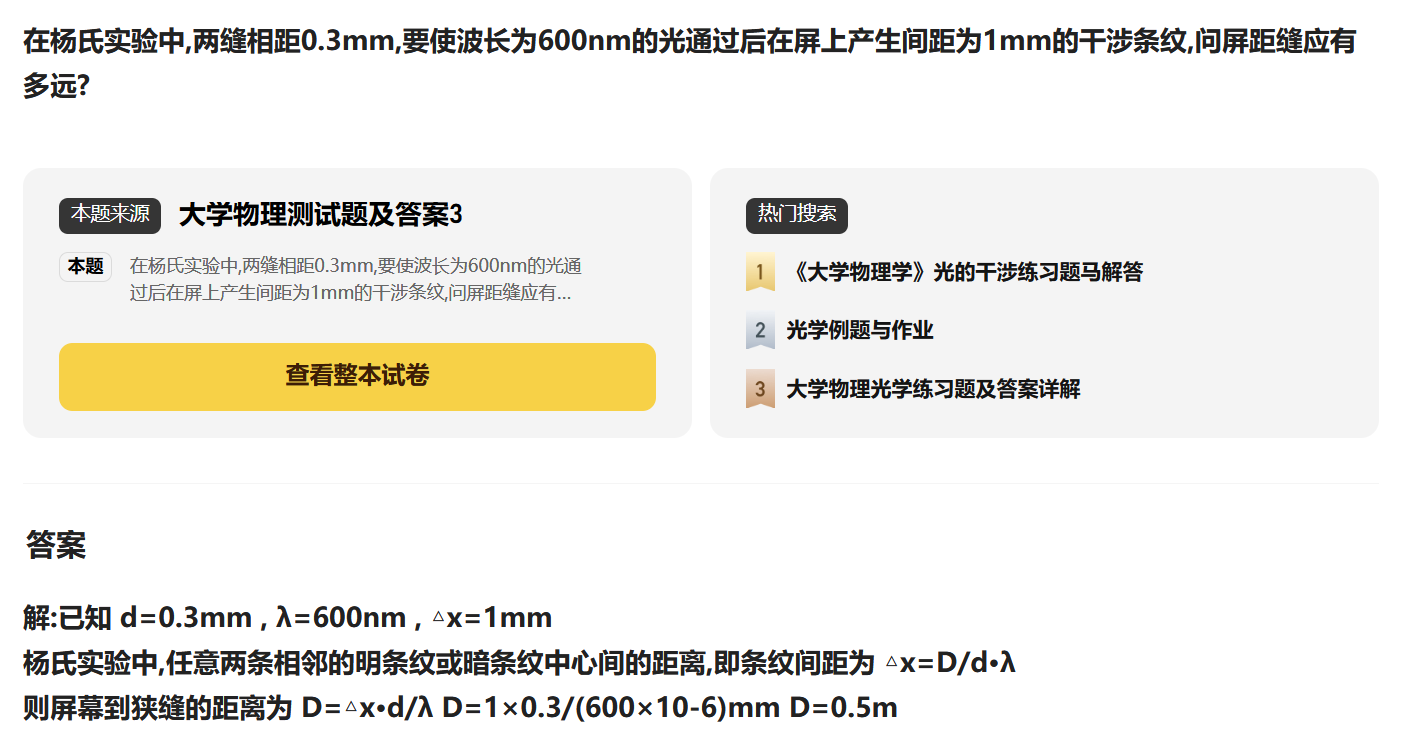 在杨氏实验中,两缝相距0.3mm,要使波长为600nm的光通过后在屏上产生间距为1mm的干涉条纹,问屏距缝应有
多远?
本题来源 大学物理测试题及答案3
本题 在杨氏实验中,两缝相距0.3mm,要使波长为600nm的光通
过后在屏上产生间距为1mm的干涉条纹,问屏距缝应有...
查看整本试卷
热门搜索
1 《大学物理学》光的干涉练习题马解答
2 光学例题与作业
3 大学物理光学练习题及答案详解
答案
解:已知 d=0.3mm , λ=600nm , △x=1mm
杨氏实验中,任意两条相邻的明条纹或暗条纹中心间的距离,即条纹间距为 △x=D/d•λ
则屏幕到狭缝的距离为 D=△x•d/λ D=1×0.3/(600×10-6)mm D=0.5m